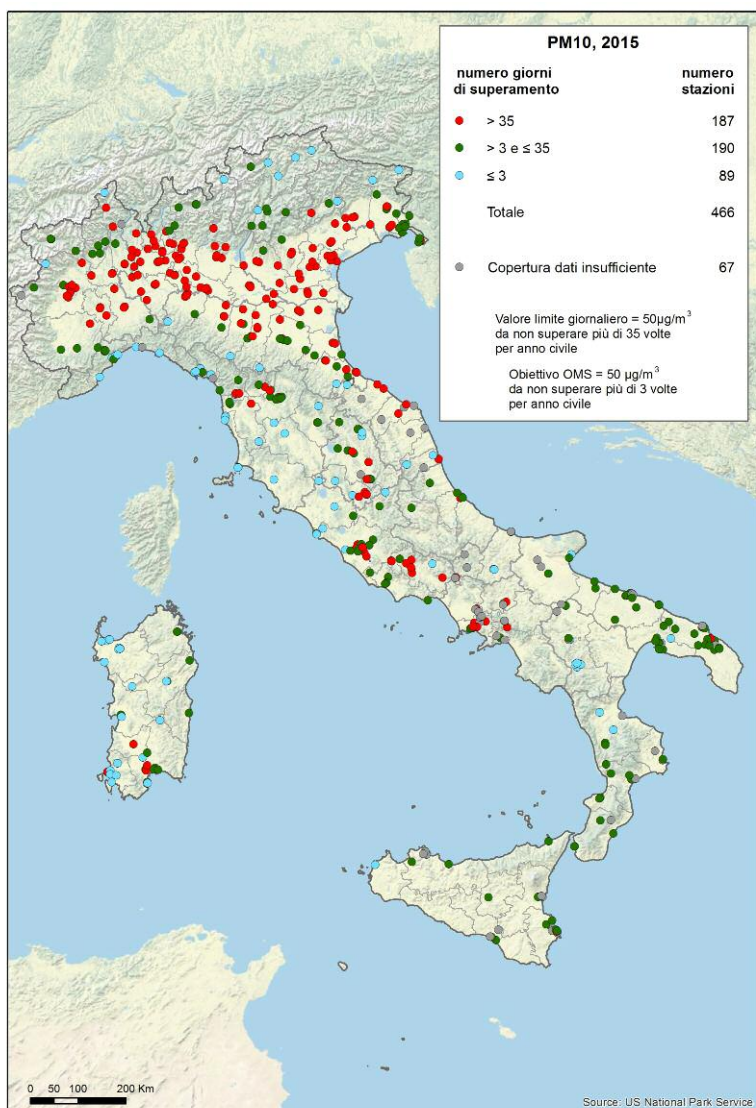 PM10, 2015
numero giorni
di superamento
numero
stazioni
> 35 187
> 3 e ≤ 35 190
≤ 3 89
Totale 466
Copertura dati insufficiente 67
Valore limite giornaliero = 50µg/m³
da non superare più di 35 volte
per anno civile
Obiettivo OMS = 50 µg/m³
da non superare più di 3 volte
per anno civile
0 50 100 200 Km
Source: US National Park Service